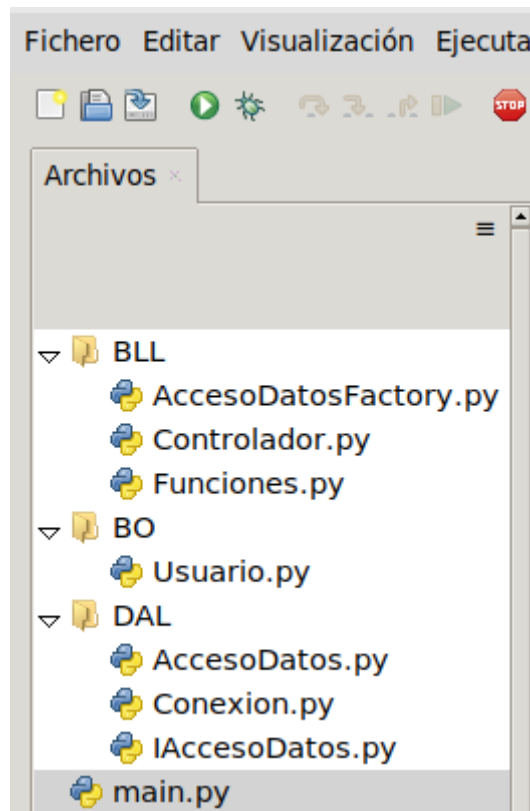 Fichero Editar Visualización Ejecuta
STOP
Archivos
BLL
AccesoDatosFactory.py
Controlador.py
Funciones.py
BO
Usuario.py
DAL
AccesoDatos.py
Conexion.py
IAccesoDatos.py
main.py